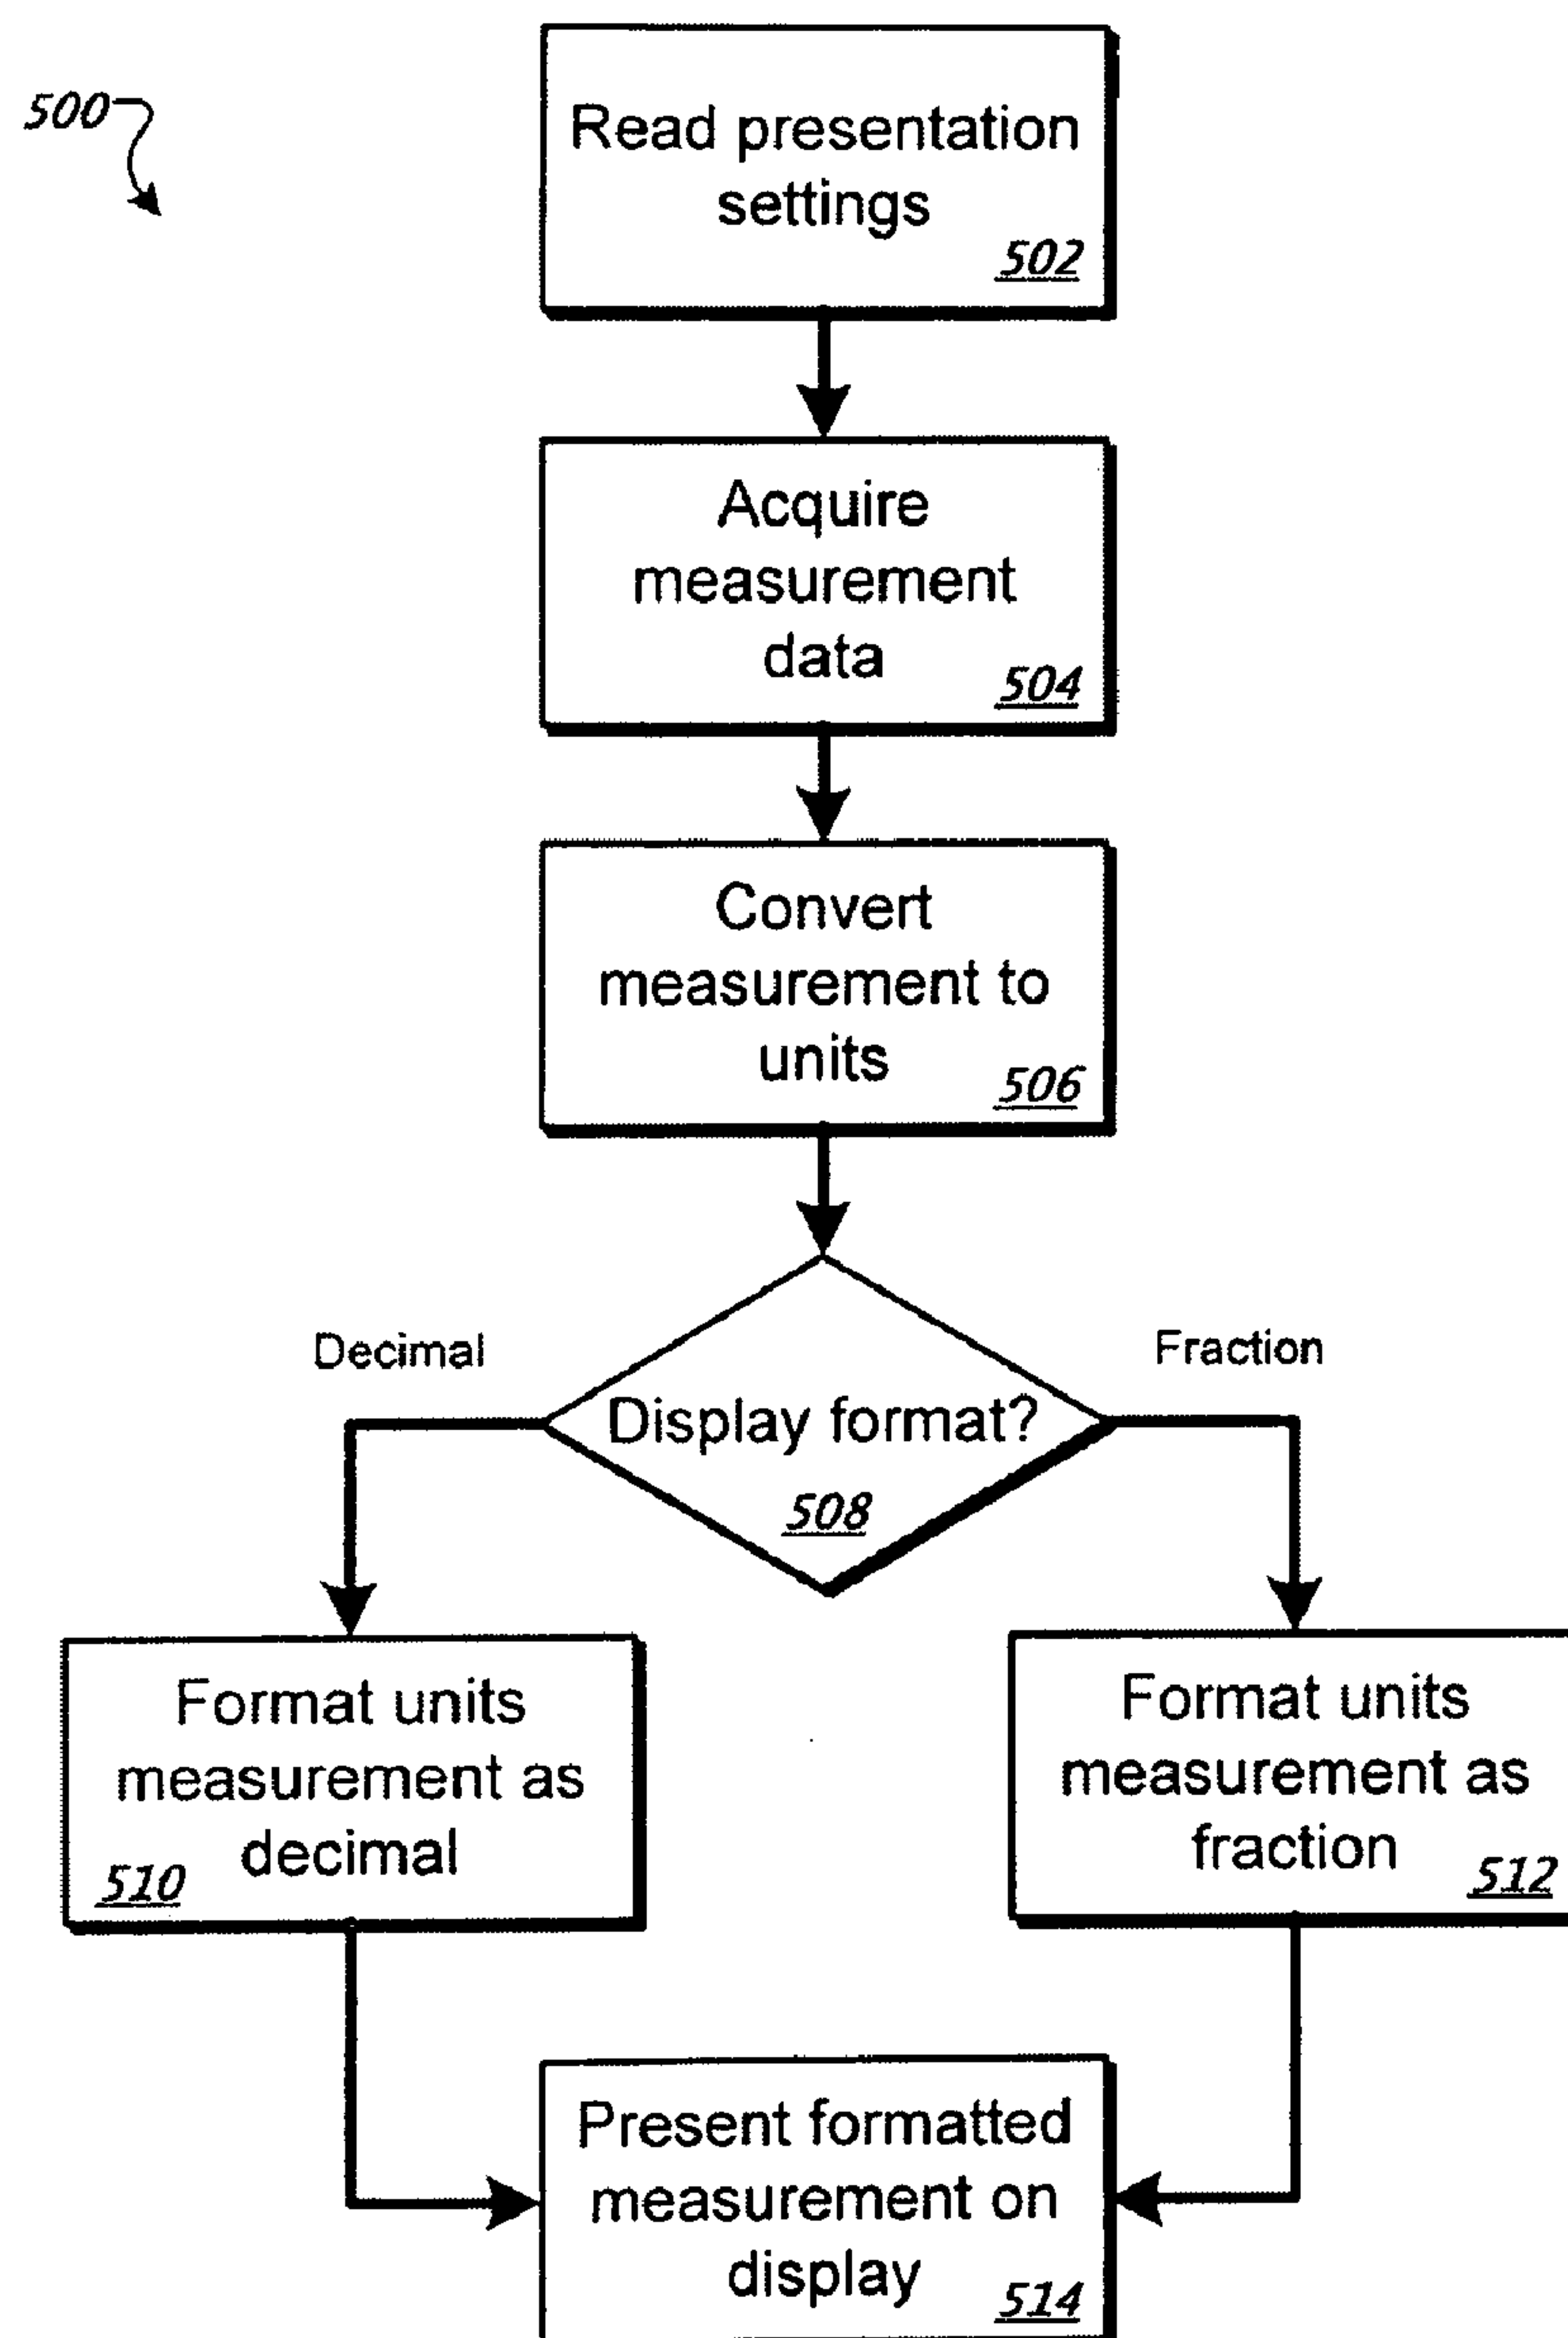 500
Read presentation
settings
502
Acquire
measurement
data
504
Convert
measurement to
units
506
Decimal
Fraction
Display format?
508
Format units
measurement as
decimal
510
Format units
measurement as
fraction
512
Present formatted
measurement on
display
514